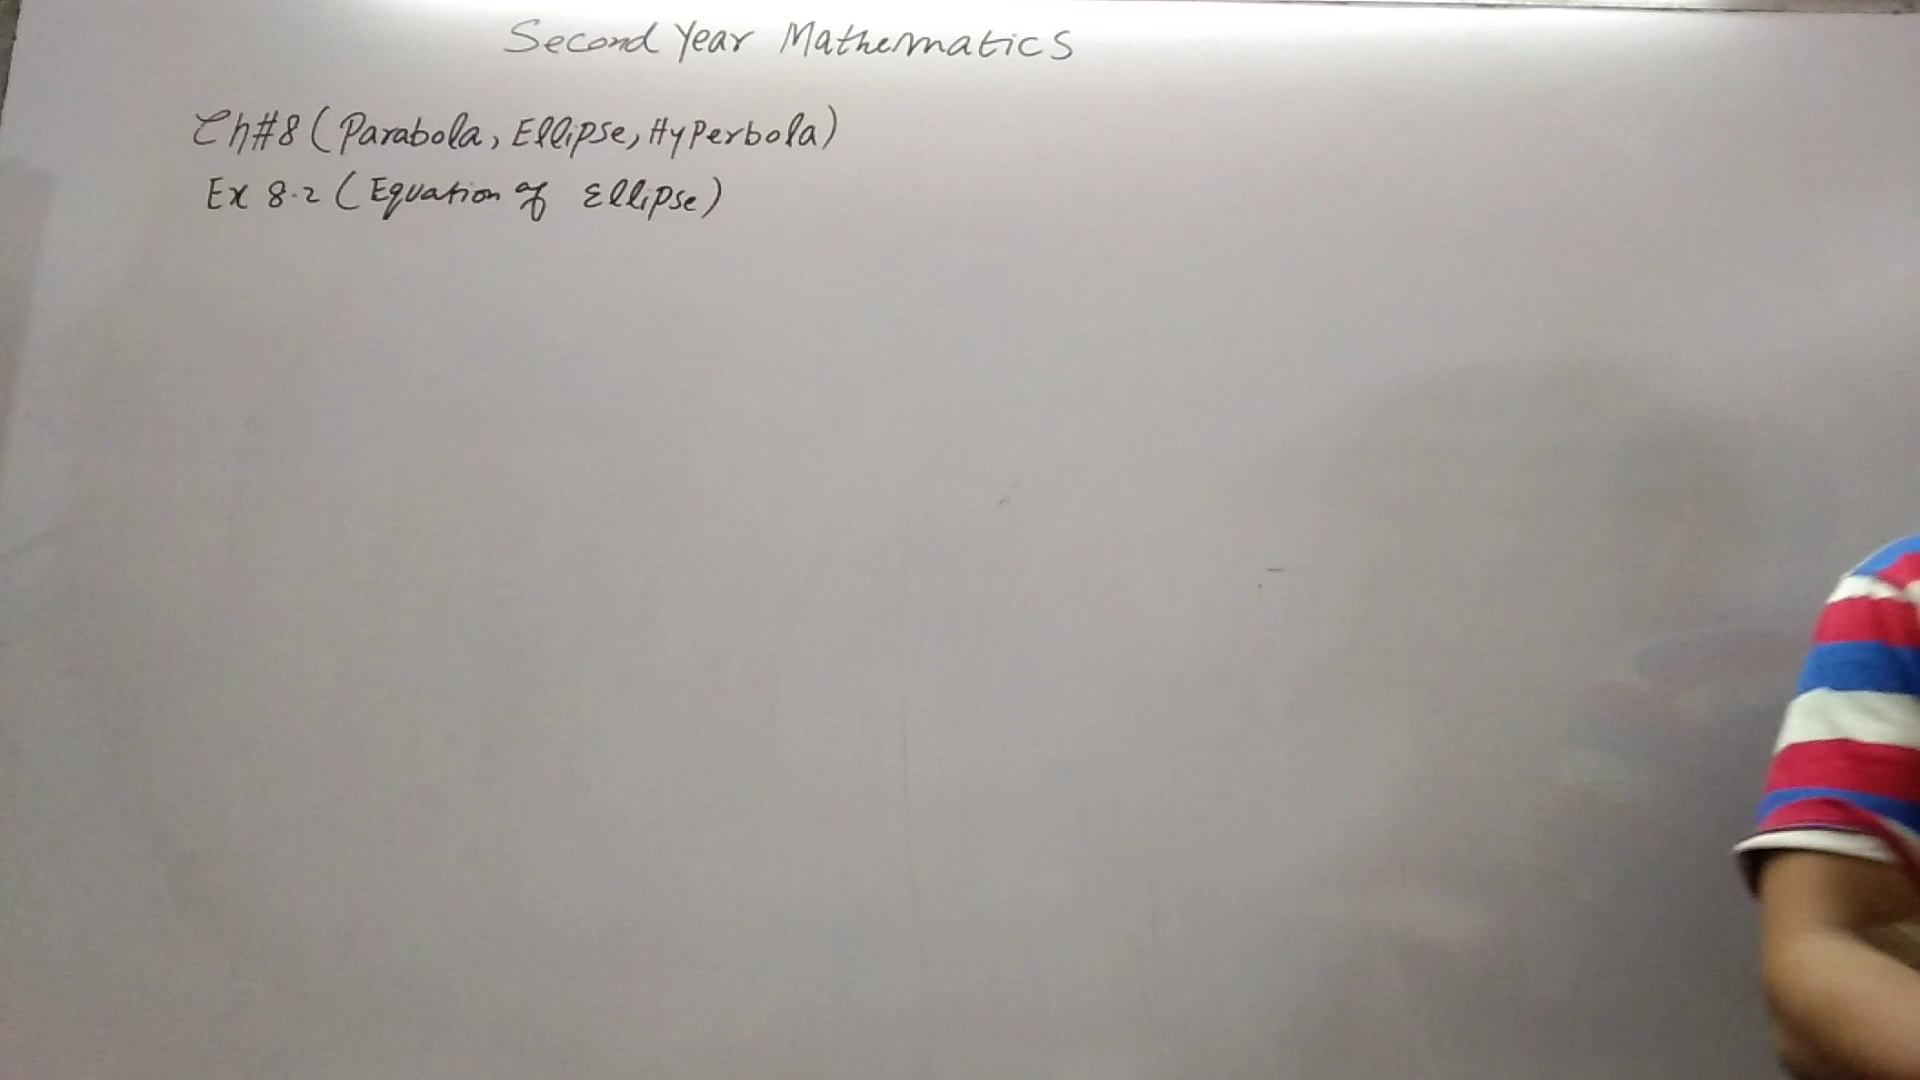 Second Year Mathematics
Ch#8 (Parabola, Ellipse, Hyperbola)
Ex 8.2 (Equation of Ellipse)